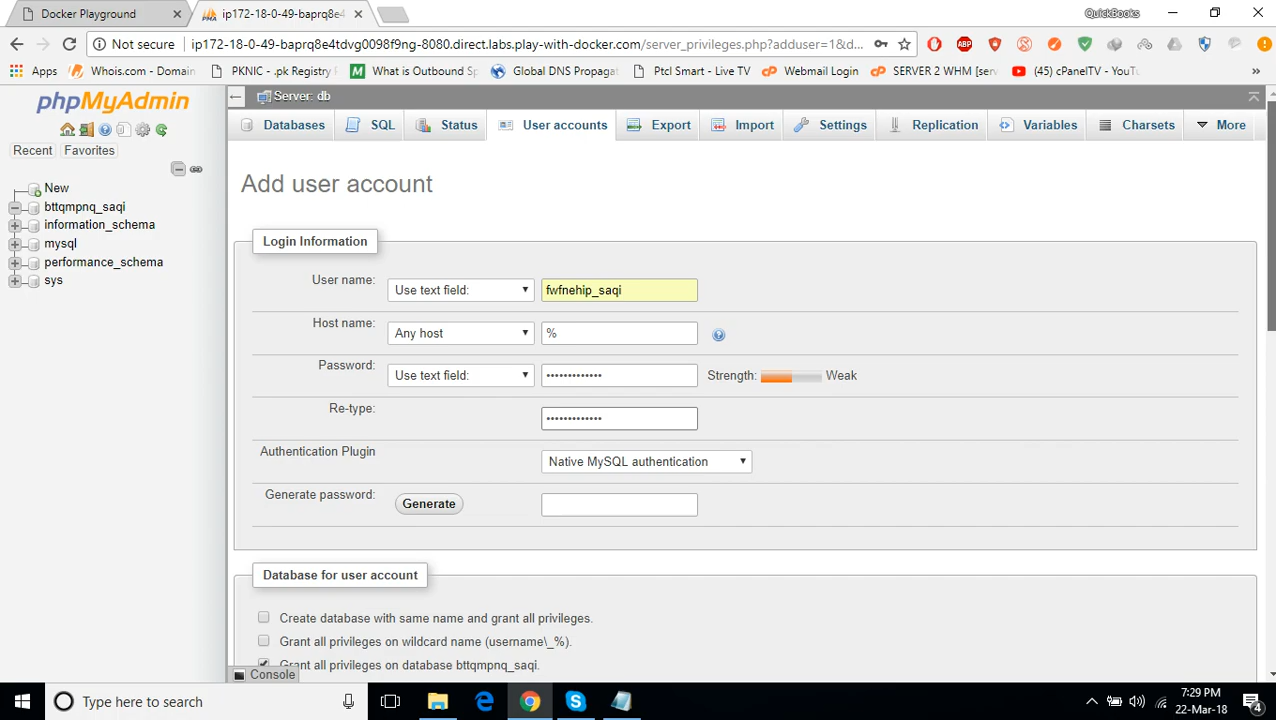 Docker Playground
PMA ip172-18-0-49-baprq8e4
QuickBooks
Not secure ip172-18-0-49-baprq8e4tdvg0098f9ng-8080.direct.labs.play-with-docker.com/server_privileges.php?adduser=1&d...
ABP
Apps Whois.com - Domain PKNIC - .pk Registry F M What is Outbound Sp Global DNS Propagat Ptcl Smart - Live TV cP Webmail Login cP SERVER 2 WHM [serv (45) iPanelTV - YouTu »
phpMyAdmin
Recent Favorites
New
bttqmpnq_saqi
information_schema
mysql
performance_schema
sys
Server: db
Databases SQL Status User accounts Export Import Settings Replication Variables Charsets More
Add user account
Login Information
User name: Use text field: fwfnehip_saqi
Host name: Any host %
Password: Use text field: ••••••••••••• Strength: Weak
Re-type: •••••••••••••
Authentication Plugin Native MySQL authentication
Generate password: Generate
Database for user account
Create database with same name and grant all privileges.
Grant all privileges on wildcard name (username\_%).
Grant all privileges on database bttqmpnq_saqi.
Console
Type here to search
7:29 PM
22-Mar-18
4